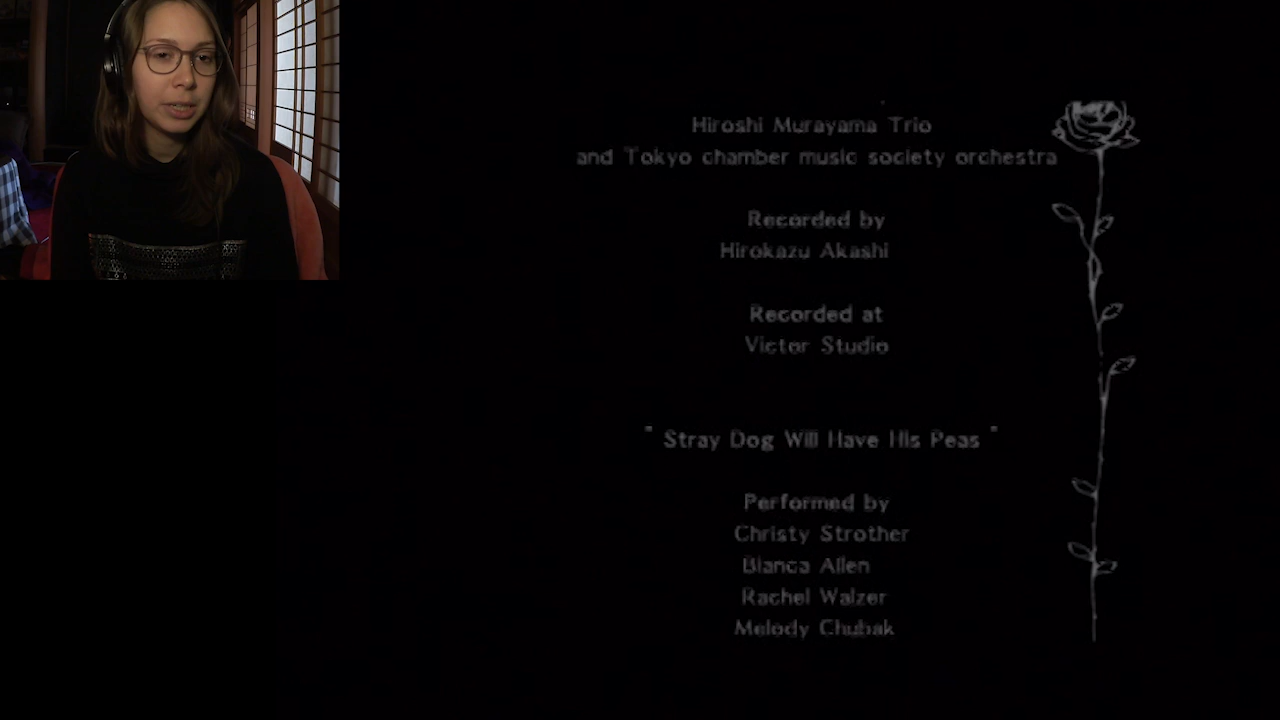 Hiroshi Murayama Trio
and Tokyo chamber music society orchestra
Recorded by
Hirokazu Akashi
Recorded at
Victor Studio
" Stray Dog Will Have His Peas "
Performed by
Christy Strother
Bianca Allen
Rachel Walzer
Melody Chubak